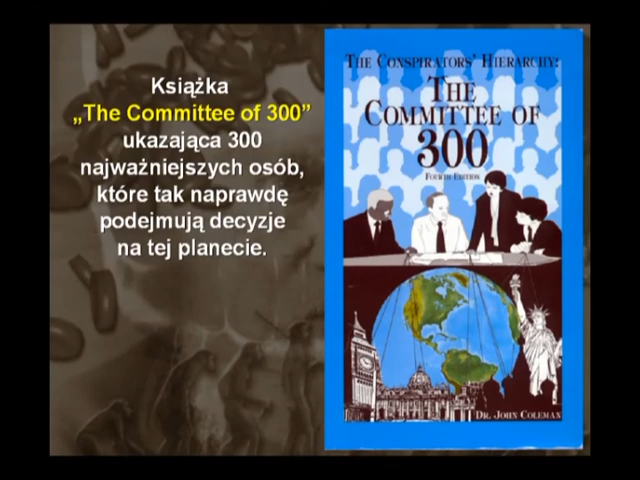 Książka
„The Committee of 300”
ukazająca 300
najważniejszych osób,
które tak naprawdę
podejmują decyzje
na tej planecie.
THE CONSPIRATORS' HIERARCHY:
THE
COMMITTEE OF
300
FOURTH EDITION
DR. JOHN COLEMAN